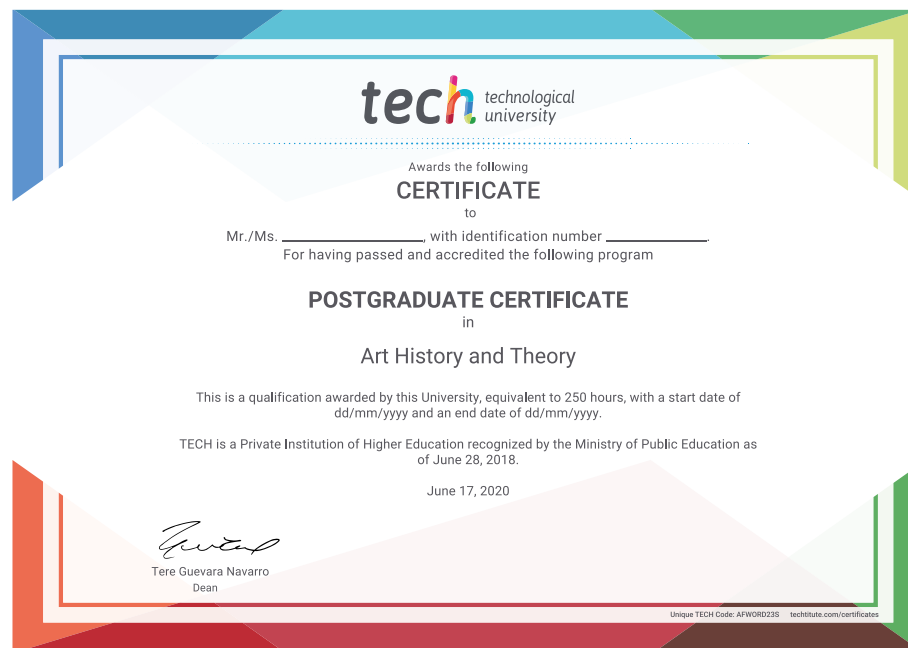 tech technological
university
Awards the following
CERTIFICATE
to
Mr./Ms. ____________________, with identification number ______________.
For having passed and accredited the following program
POSTGRADUATE CERTIFICATE
in
Art History and Theory
This is a qualification awarded by this University, equivalent to 250 hours, with a start date of
dd/mm/yyyy and an end date of dd/mm/yyyy.
TECH is a Private Institution of Higher Education recognized by the Ministry of Public Education as
of June 28, 2018.
June 17, 2020
Tere Guevara Navarro
Dean
Unique TECH Code: AFWORD23S techtitute.com/certificates